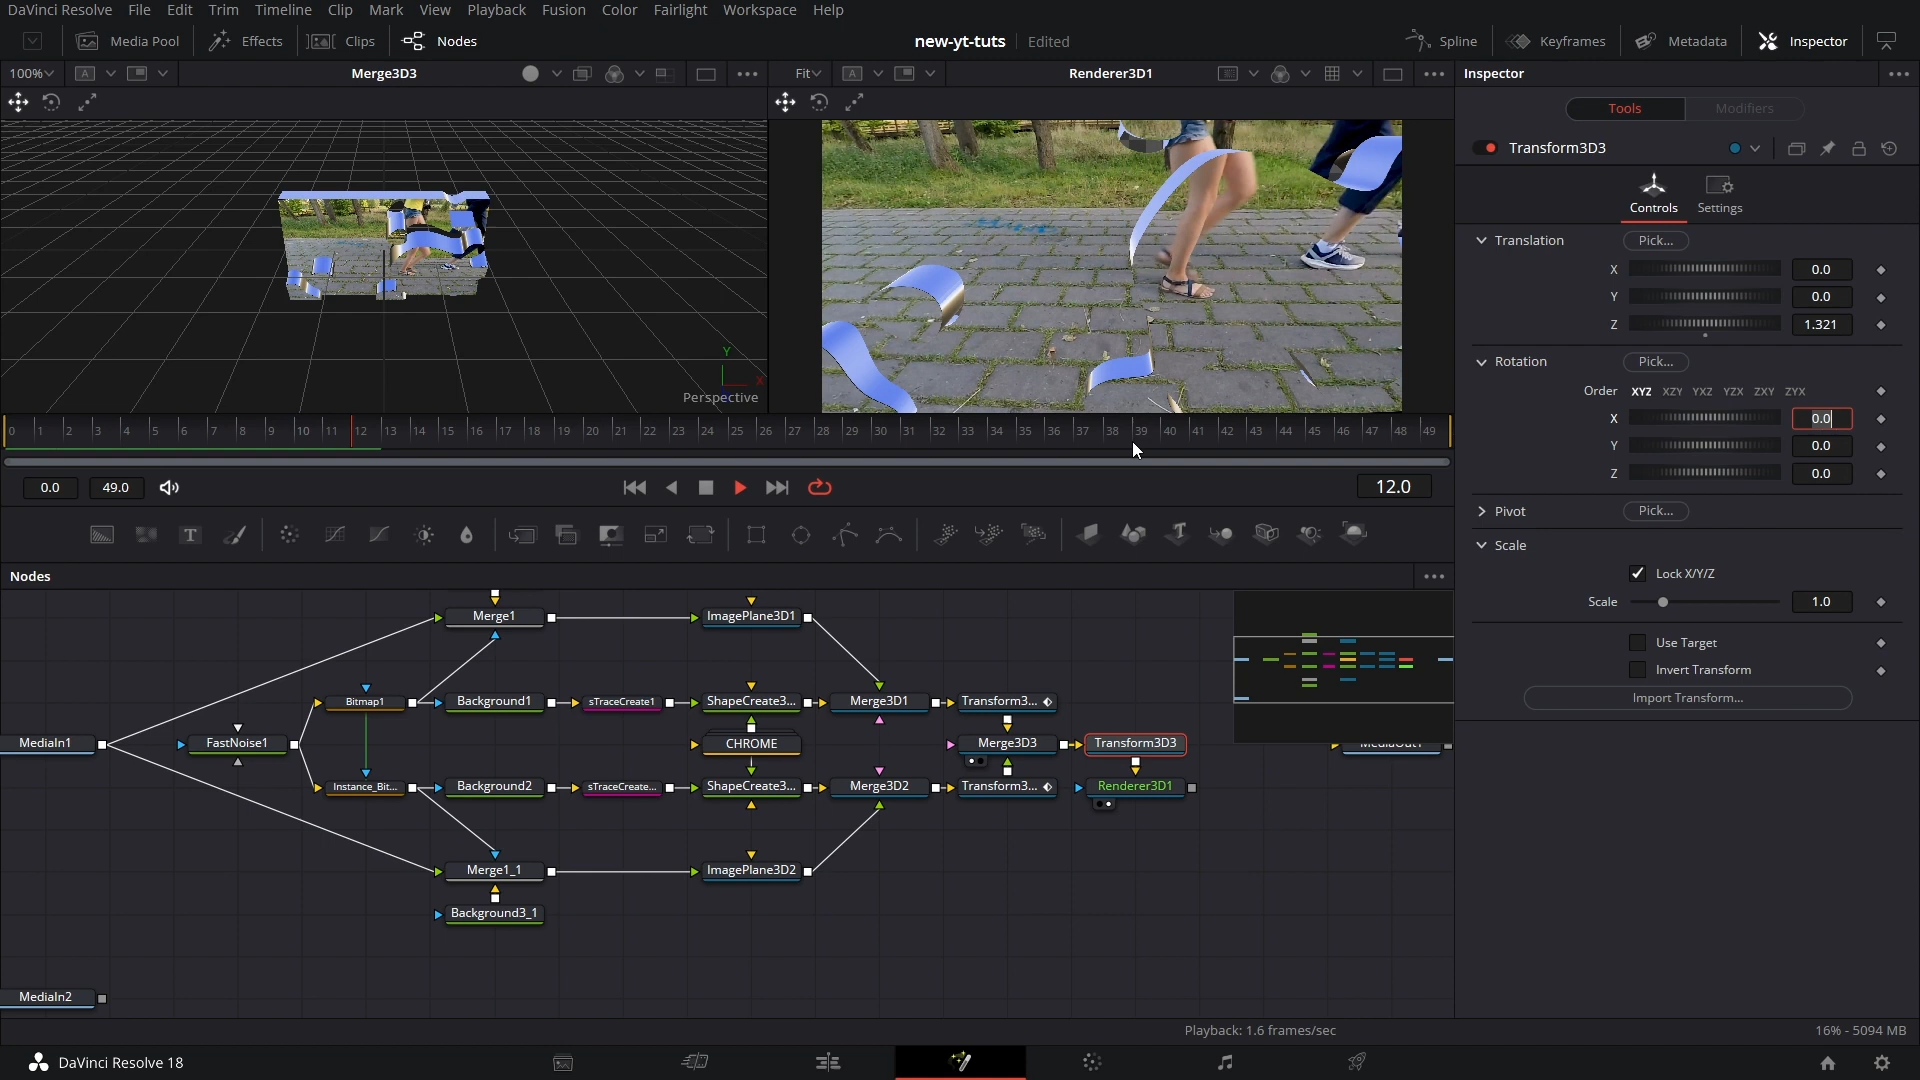 DaVinci Resolve File Edit Trim Timeline Clip Mark View Playback Fusion Color Fairlight Workspace Help
Media Pool Effects Clips Nodes new-yt-tuts Edited Spline Keyframes Metadata Inspector
100% A Merge3D3 Fit A Renderer3D1 Inspector
Tools Modifiers
Transform3D3
Controls Settings
Translation Pick...
X 0.0
Y 0.0
Z 1.321
Rotation Pick...
Order XYZ XZY YXZ YZX ZXY ZYX
X 0.0
Y 0.0
Z 0.0
Pivot Pick...
Scale
Lock X/Y/Z
Scale 1.0
Use Target
Invert Transform
Import Transform...
Y
X
Perspective
0 1 2 3 4 5 6 7 8 9 10 11 12 13 14 15 16 17 18 19 20 21 22 23 24 25 26 27 28 29 30 31 32 33 34 35 36 37 38 39 40 41 42 43 44 45 46 47 48 49
0.0 49.0 12.0
T
Nodes
Merge1 ImagePlane3D1
Bitmap1 Background1 sTraceCreate1 ShapeCreate3... Merge3D1 Transform3...
MediaIn1 FastNoise1 CHROME Merge3D3 Transform3D3 MediaOut1
Instance_Bit... Background2 sTraceCreate... ShapeCreate3... Merge3D2 Transform3... Renderer3D1
Merge1_1 ImagePlane3D2
Background3_1
MediaIn2
Playback: 1.6 frames/sec 16% - 5094 MB
DaVinci Resolve 18